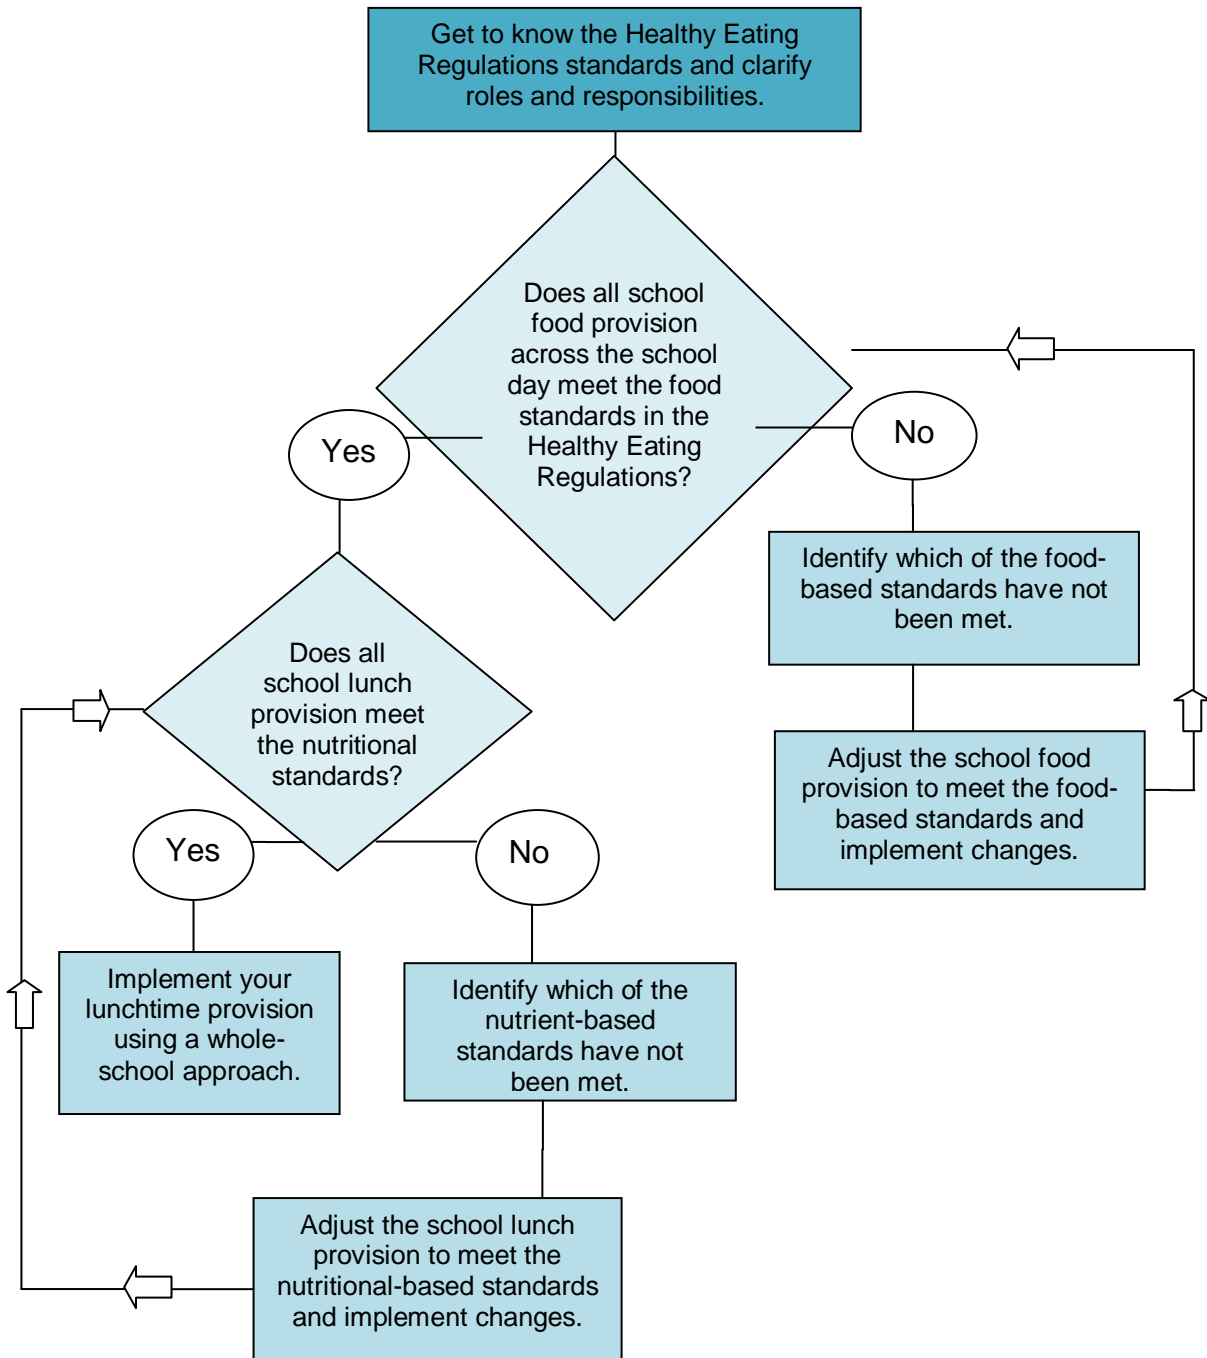 Get to know the Healthy Eating
Regulations standards and clarify
roles and responsibilities.
Does all school
food provision
across the school
day meet the food
standards in the
Healthy Eating
Regulations?
Yes
No
Identify which of the food-
based standards have not
been met.
Adjust the school food
provision to meet the food-
based standards and
implement changes.
Does all
school lunch
provision meet
the nutritional
standards?
Yes
No
Implement your
lunchtime provision
using a whole-
school approach.
Identify which of the
nutrient-based
standards have not
been met.
Adjust the school lunch
provision to meet the
nutritional-based standards
and implement changes.